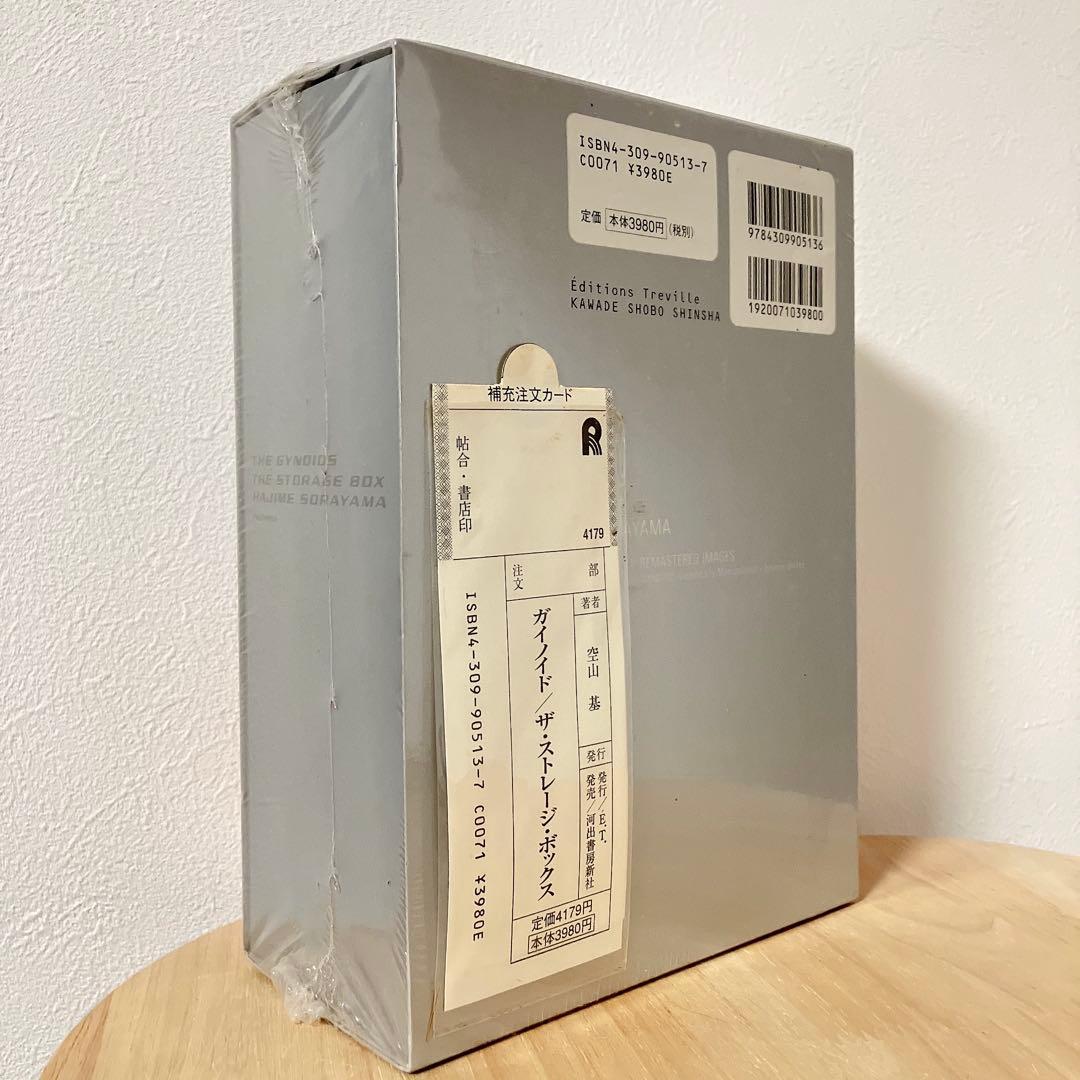 ISBN4-309-90513-7
C0071 ¥3980E
定価 本体3980円 (税別)
9784309905136
1920071039800
Éditions Treville
KAWADE SHOBO SHINSHA
THE GYNOIDS
THE STORAGE BOX
HAJIME SORAYAMA
AYAMA
REMASTERED IMAGES
補充注文カード
帖合・書店印
R
4179
注文
部
著者
空山 基
発行
発行/E.T.
発売/河出書房新社
ガイノイド/ザ・ストレージ・ボックス
ISBN4-309-90513-7 C0071 ¥3980E
定価4179円
本体3980円